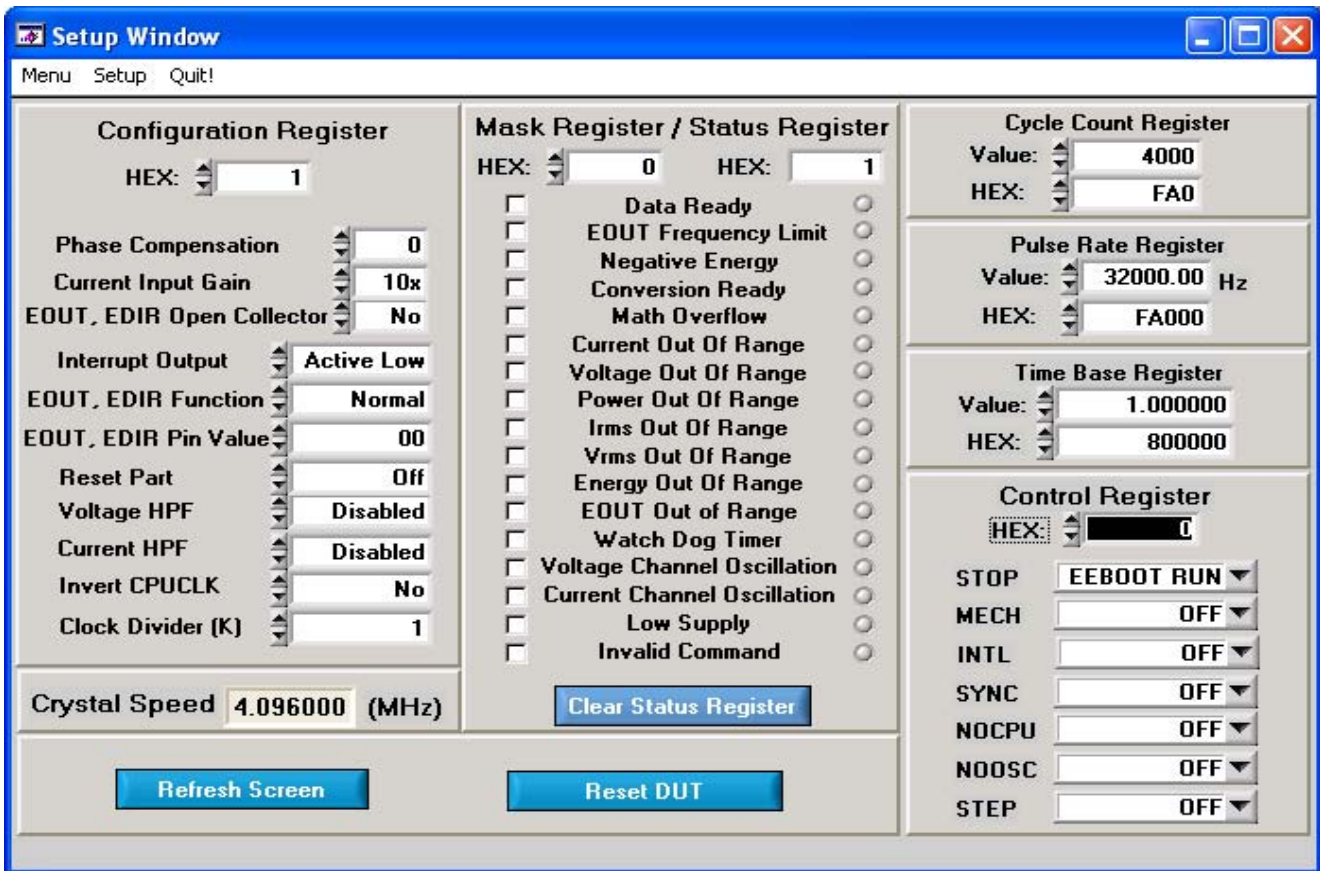 Setup Window
Menu Setup Quit!
Configuration Register
HEX: 1
Phase Compensation 0
Current Input Gain 10x
EOUT, EDIR Open Collector No
Interrupt Output Active Low
EOUT, EDIR Function Normal
EOUT, EDIR Pin Value 00
Reset Part Off
Voltage HPF Disabled
Current HPF Disabled
Invert CPUCLK No
Clock Divider (K) 1
Crystal Speed 4.096000 (MHz)
Mask Register / Status Register
HEX: 0 HEX: 1
Data Ready
EOUT Frequency Limit
Negative Energy
Conversion Ready
Math Overflow
Current Out Of Range
Voltage Out Of Range
Power Out Of Range
Irms Out Of Range
Vrms Out Of Range
Energy Out Of Range
EOUT Out of Range
Watch Dog Timer
Voltage Channel Oscillation
Current Channel Oscillation
Low Supply
Invalid Command
Clear Status Register
Refresh Screen
Reset DUT
Cycle Count Register
Value: 4000
HEX: FA0
Pulse Rate Register
Value: 32000.00 Hz
HEX: FA000
Time Base Register
Value: 1.000000
HEX: 800000
Control Register
HEX: 0
STOP EEBOOT RUN
MECH OFF
INTL OFF
SYNC OFF
NOCPU OFF
NOOSC OFF
STEP OFF